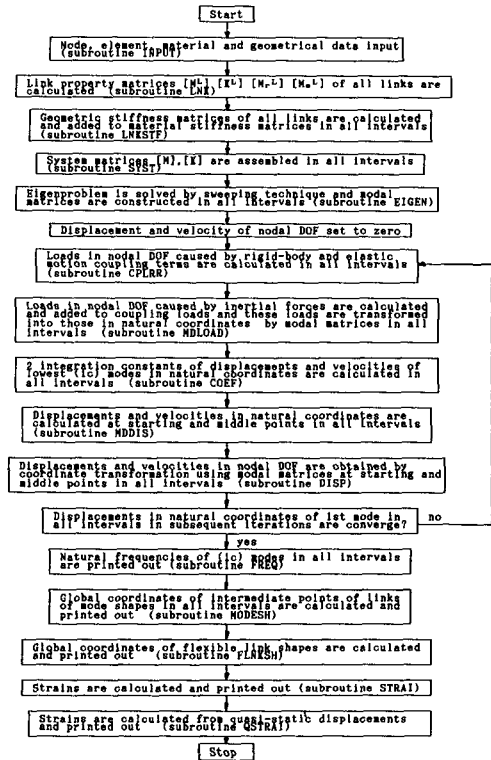 Start
Node, element, material and geometrical data input
(subroutine INPUT)
Link property matrices [Mᴸ],[Kᴸ] [Mᵣᴸ] [Mₙᴸ] of all links are
calculated (subroutine LNK)
Geometric stiffness matrices of all links are calculated
and added to material stiffness matrices in all intervals
(subroutine LNKSTF)
System matrices [M],[K] are assembled in all intervals
(subroutine SYST)
Eigenproblem is solved by sweeping technique and modal
matrices are constructed in all intervals (subroutine EIGEN)
Displacement and velocity of nodal DOF set to zero
Loads in nodal DOF caused by rigid-body and elastic
motion coupling terms are calculated in all intervals
(subroutine CPLRR)
Loads in nodal DOF caused by inertial forces are calculated
and added to coupling loads and these loads are transformed
into those in natural coordinates by modal matrices in all
intervals (subroutine MDLOAD)
2 integration constants of displacements and velocities of
lowest (ic) modes in natural coordinates are calculated in
all intervals (subroutine COEF)
Displacements and velocities in natural coordinates are
calculated at starting and middle points in all intervals
(subroutine MDDIS)
Displacements and velocities in nodal DOF are obtained by
coordinate transformation using modal matrices at starting and
middle points in all intervals (subroutine DISP)
Displacements in natural coordinates of 1st mode in
all intervals in subsequent iterations are converge?
no
yes
Natural frequencies of (ic) modes in all intervals
are printed out (subroutine FREQ)
Global coordinates of intermediate points of links
of mode shapes in all intervals are calculated and
printed out (subroutine MODESH)
Global coordinates of flexible link shapes are calculated
and printed out (subroutine FLNKSH)
Strains are calculated and printed out (subroutine STRAI)
Strains are calculated from quasi-static displacements
and printed out (subroutine QSTRAI)
Stop